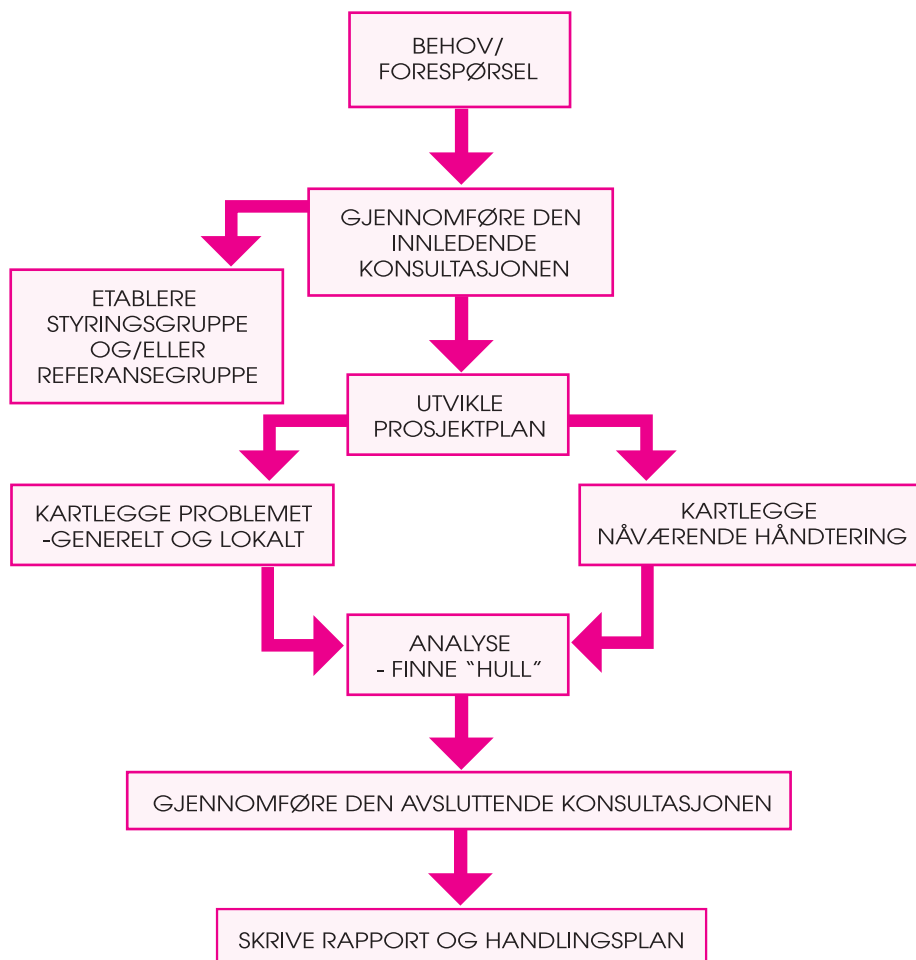 BEHOV/
FORESPØRSEL
GJENNOMFØRE DEN
INNLEDENDE
KONSULTASJONEN
ETABLERE
STYRINGSGRUPPE
OG/ELLER
REFERANSEGRUPPE
UTVIKLE
PROSJEKTPLAN
KARTLEGGE PROBLEMET
-GENERELT OG LOKALT
KARTLEGGE
NÅVÆRENDE HÅNDTERING
ANALYSE
- FINNE “HULL”
GJENNOMFØRE DEN AVSLUTTENDE KONSULTASJONEN
SKRIVE RAPPORT OG HANDLINGSPLAN